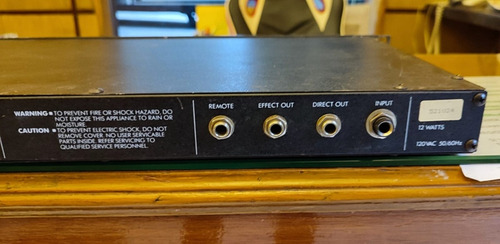 WARNING: ■ TO PREVENT FIRE OR SHOCK HAZARD, DO
NOT EXPOSE THIS APPLIANCE TO RAIN OR
MOISTURE.
CAUTION ■ TO PREVENT ELECTRIC SHOCK, DO NOT
REMOVE COVER. NO USER SERVICABLE
PARTS INSIDE. REFER SERVICING TO
QUALIFIED SERVICE PERSONNEL.
REMOTE
EFFECT OUT
DIRECT OUT
INPUT
12 WATTS
120VAC 50/60Hz